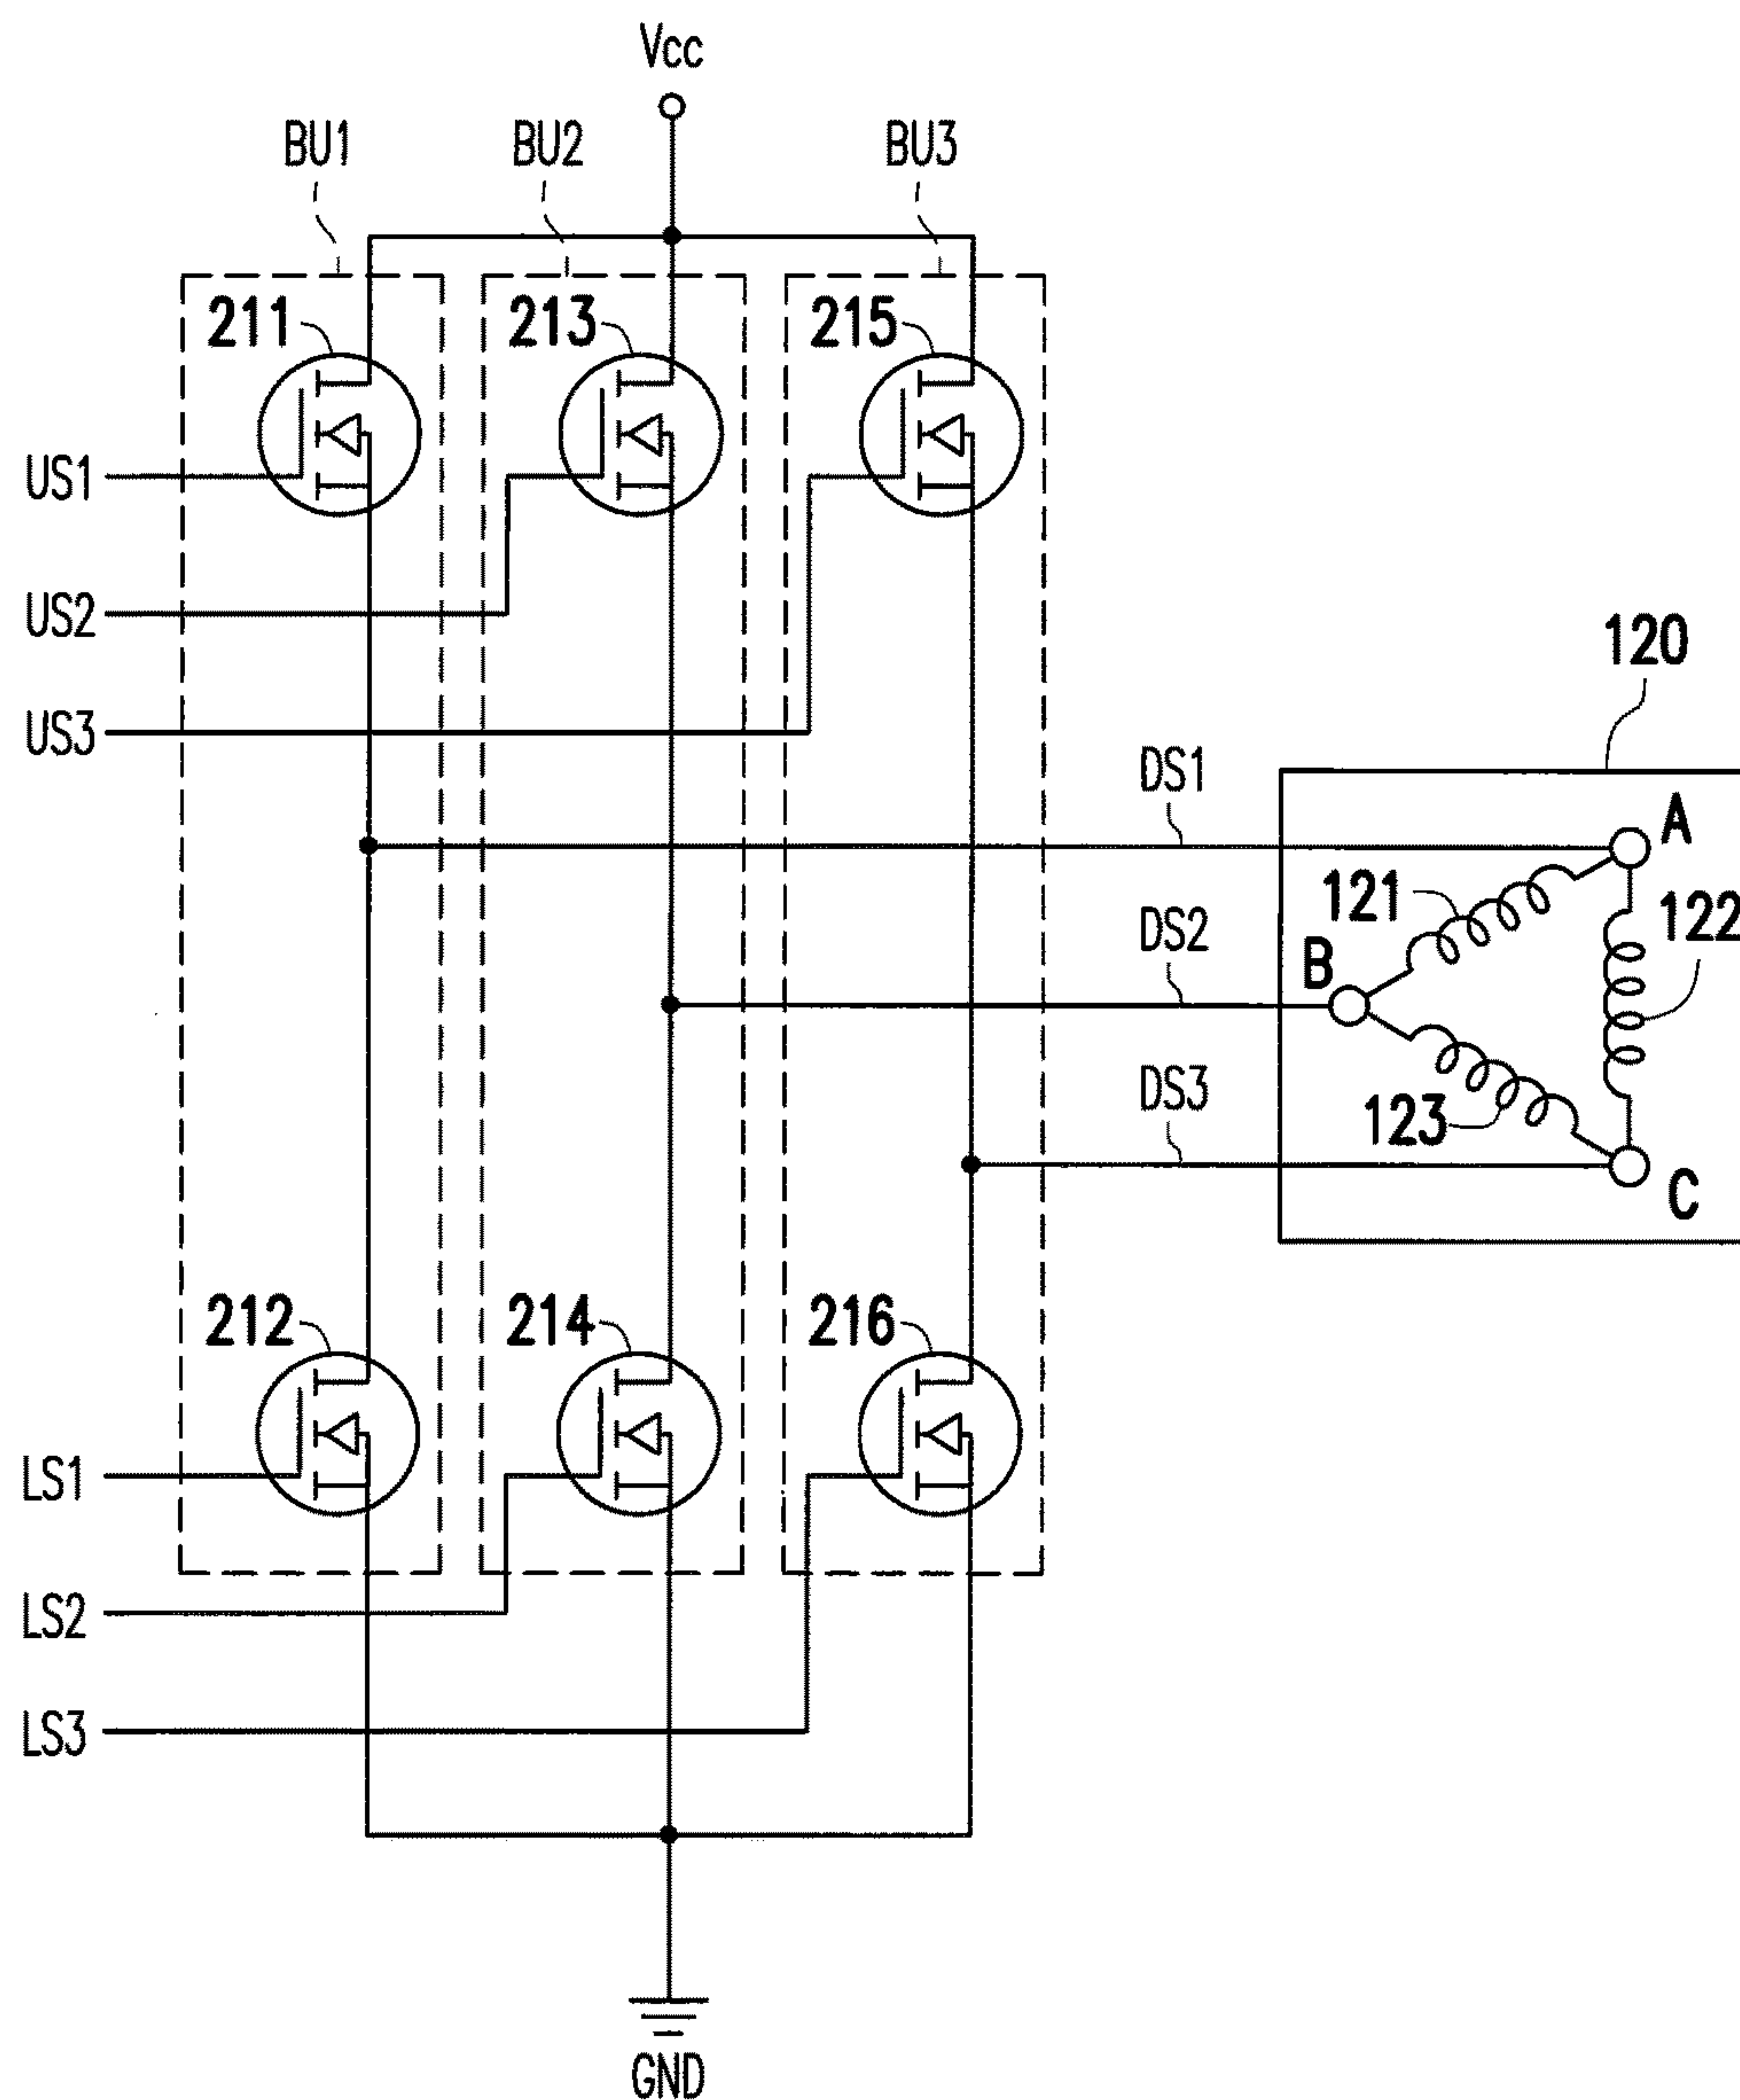 Vcc
BU1 BU2 BU3
211 213 215
US1
US2
US3
120
DS1
A
121
122
DS2
B
DS3
123
C
212 214 216
LS1
LS2
LS3
GND